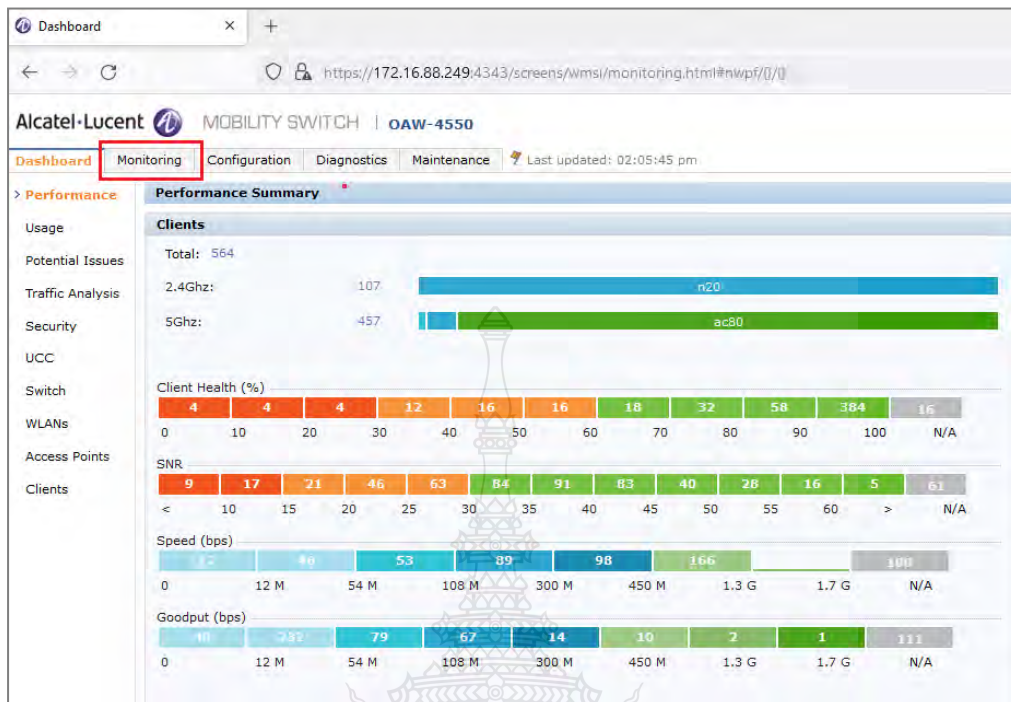 Dashboard × +
https://172.16.88.249:4343/screens/wmsi/monitoring.html#nwpf/0/0
Alcatel·Lucent MOBILITY SWITCH | OAW-4550
Dashboard Monitoring Configuration Diagnostics Maintenance Last updated: 02:05:45 pm
> Performance
Usage
Potential Issues
Traffic Analysis
Security
UCC
Switch
WLANs
Access Points
Clients
Performance Summary
Clients
Total: 564
2.4Ghz: 107 n20
5Ghz: 457 ac80
Client Health (%)
4 4 4 12 16 16 18 32 58 384 16
0 10 20 30 40 50 60 70 80 90 100 N/A
SNR
9 17 21 46 63 84 91 83 40 28 16 5 61
< 10 15 20 25 30 35 40 45 50 55 60 > N/A
Speed (bps)
53 89 98 166
0 12 M 54 M 108 M 300 M 450 M 1.3 G 1.7 G N/A
Goodput (bps)
79 67 14 10 2 1 111
0 12 M 54 M 108 M 300 M 450 M 1.3 G 1.7 G N/A